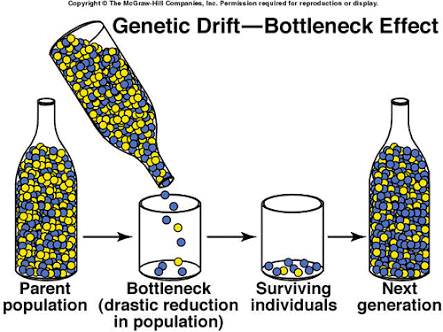 Copyright © The McGraw-Hill Companies, Inc. Permission required for reproduction or display.
Genetic Drift—Bottleneck Effect
Parent
population
Bottleneck
(drastic reduction
in population)
Surviving
individuals
Next
generation